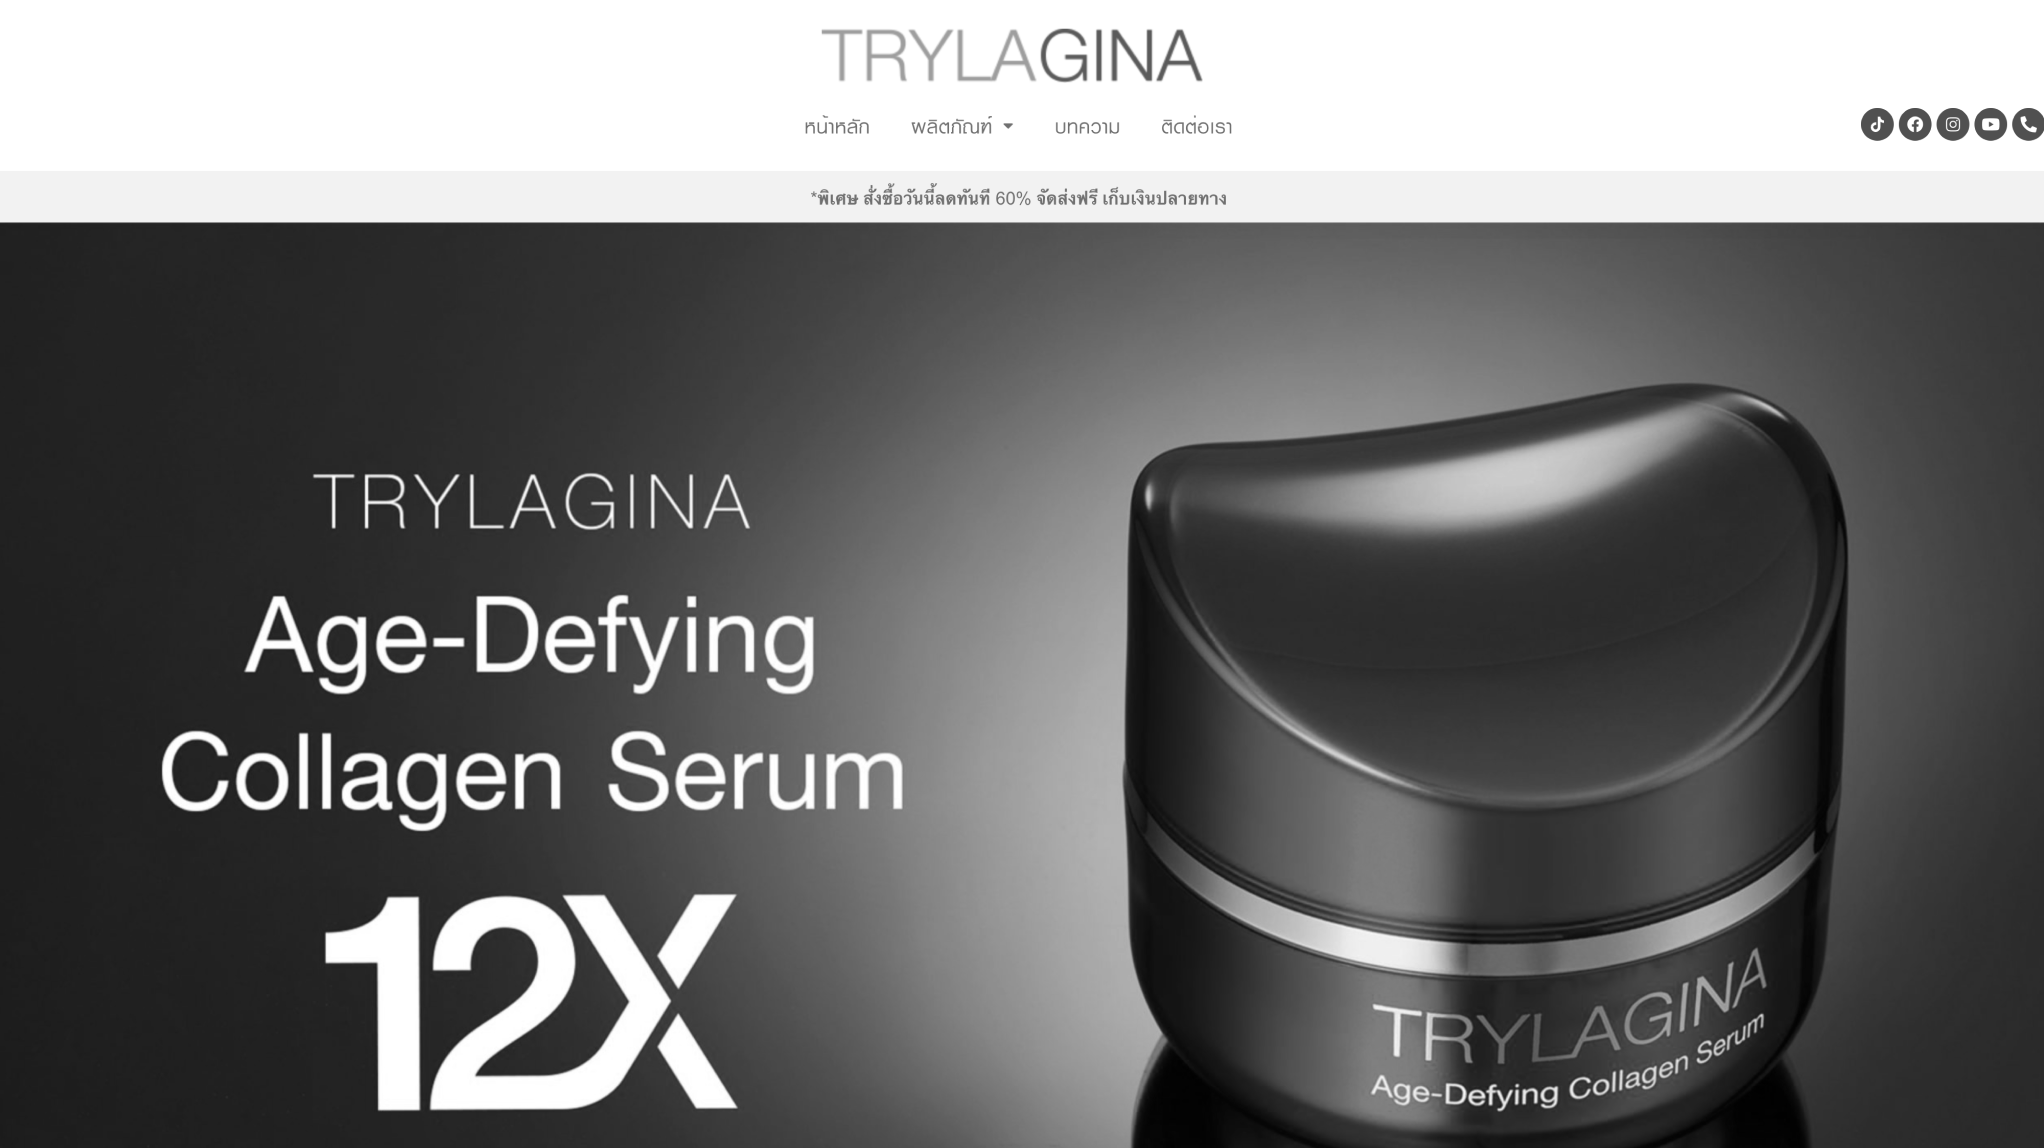 TRYLAGINA
หน้าหลัก ผลิตภัณฑ์ บทความ ติดต่อเรา
*พิเศษ สั่งซื้อวันนี้ลดทันที 60% จัดส่งฟรี เก็บเงินปลายทาง
TRYLAGINA
Age-Defying
Collagen Serum
12X
TRYLAGINA
Age-Defying Collagen Serum